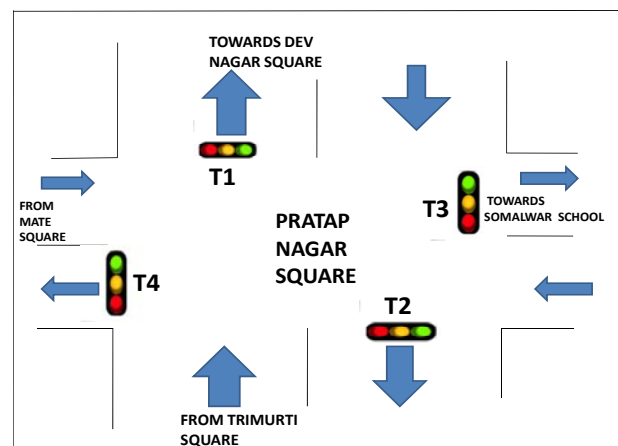 TOWARDS DEV
NAGAR SQUARE
T1
FROM
MATE
SQUARE
T3
TOWARDS
SOMALWAR SCHOOL
PRATAP
NAGAR
SQUARE
T4
T2
FROM TRIMURTI
SQUARE